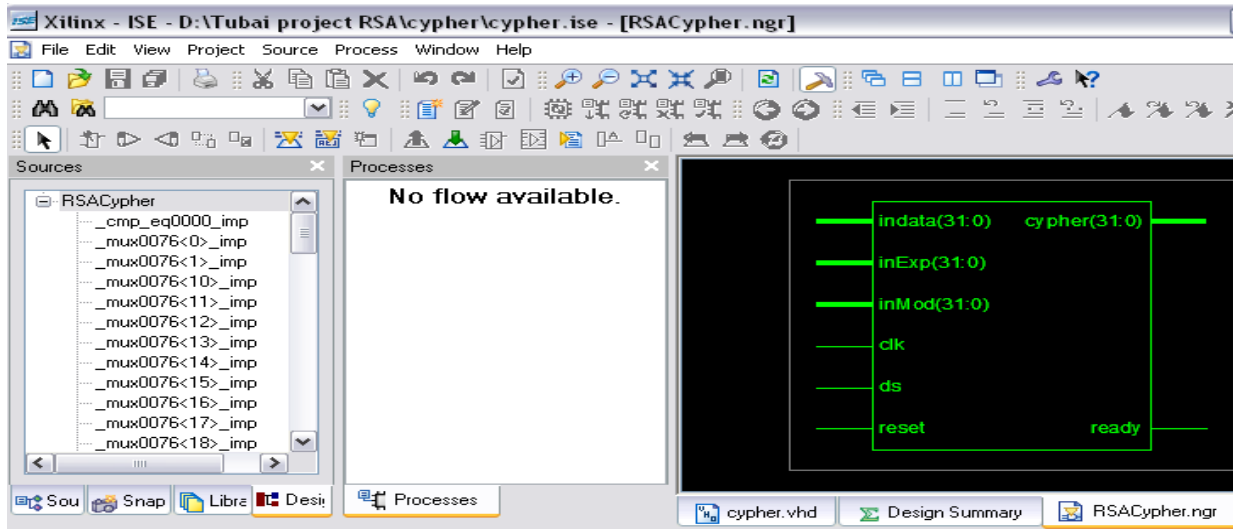 Xilinx - ISE - D:\Tubai project RSA\cypher\cypher.ise - [RSACypher.ngr]
File Edit View Project Source Process Window Help
Sources
Processes
RSACypher
_cmp_eq0000_imp
_mux0076<0>_imp
_mux0076<1>_imp
_mux0076<10>_imp
_mux0076<11>_imp
_mux0076<12>_imp
_mux0076<13>_imp
_mux0076<14>_imp
_mux0076<15>_imp
_mux0076<16>_imp
_mux0076<17>_imp
_mux0076<18>_imp
No flow available.
indata(31:0) cypher(31:0)
inExp(31:0)
inMod(31:0)
clk
ds
reset ready
Sou Snap Libra Desi
Processes
cypher.vhd Design Summary RSACypher.ngr